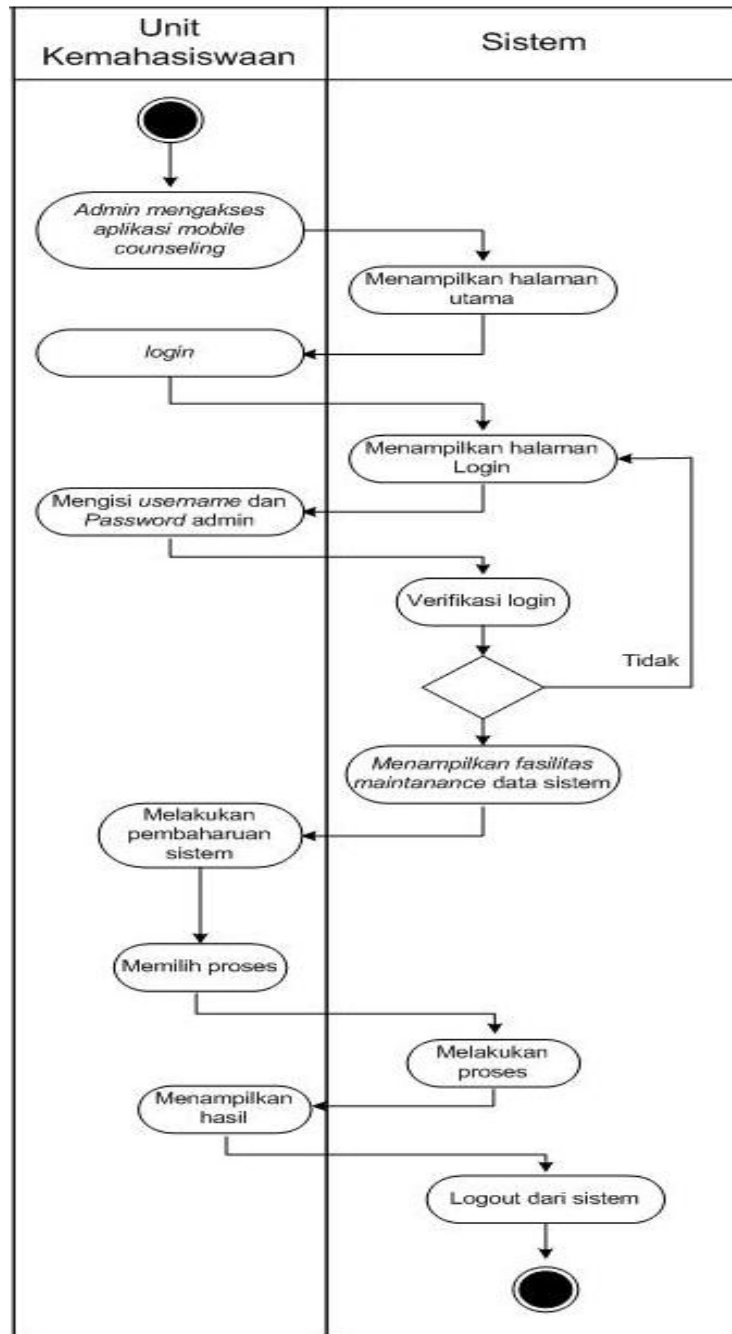 Unit
Kemahasiswaan
Sistem
Admin mengakses
aplikasi mobile
counseling
Menampilkan halaman
utama
login
Menampilkan halaman
Login
Mengisi username dan
Password admin
Verifikasi login
Tidak
Menampilkan fasilitas
maintanance data sistem
Melakukan
pembaharuan
sistem
Memilih proses
Melakukan
proses
Menampilkan
hasil
Logout dari sistem